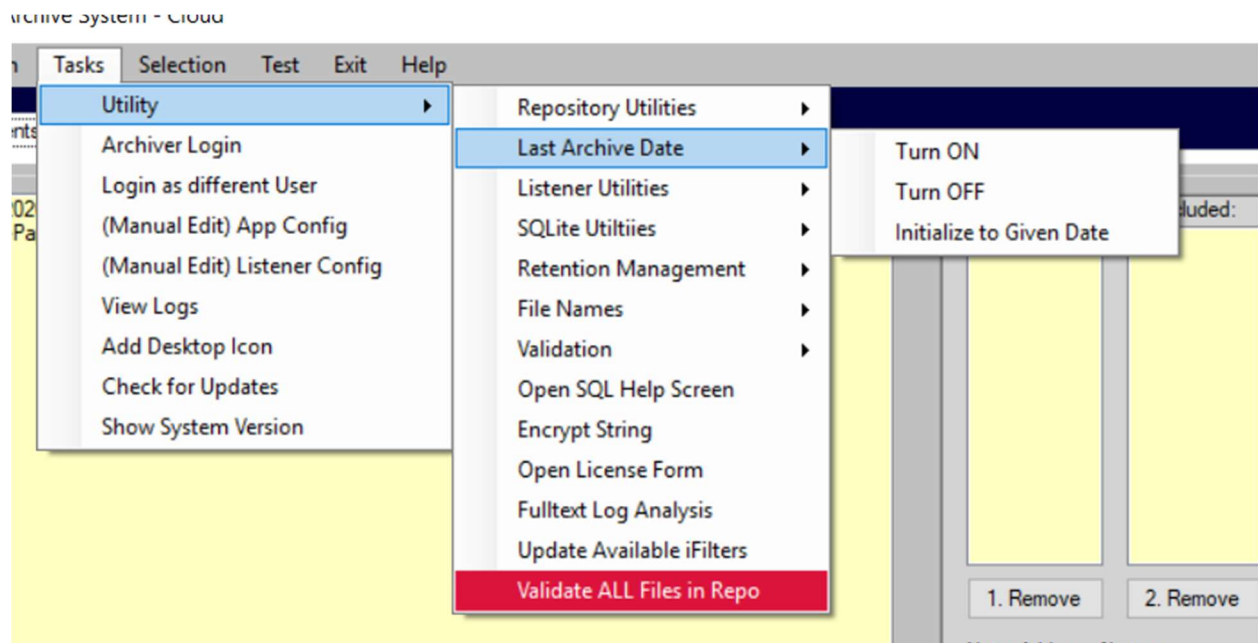 Archive System - Cloud
Tasks Selection Test Exit Help
Utility
Archiver Login
Login as different User
(Manual Edit) App Config
(Manual Edit) Listener Config
View Logs
Add Desktop Icon
Check for Updates
Show System Version
Repository Utilities
Last Archive Date
Listener Utilities
SQLite Utiltiies
Retention Management
File Names
Validation
Open SQL Help Screen
Encrypt String
Open License Form
Fulltext Log Analysis
Update Available iFilters
Validate ALL Files in Repo
Turn ON
Turn OFF
Initialize to Given Date
1. Remove
2. Remove